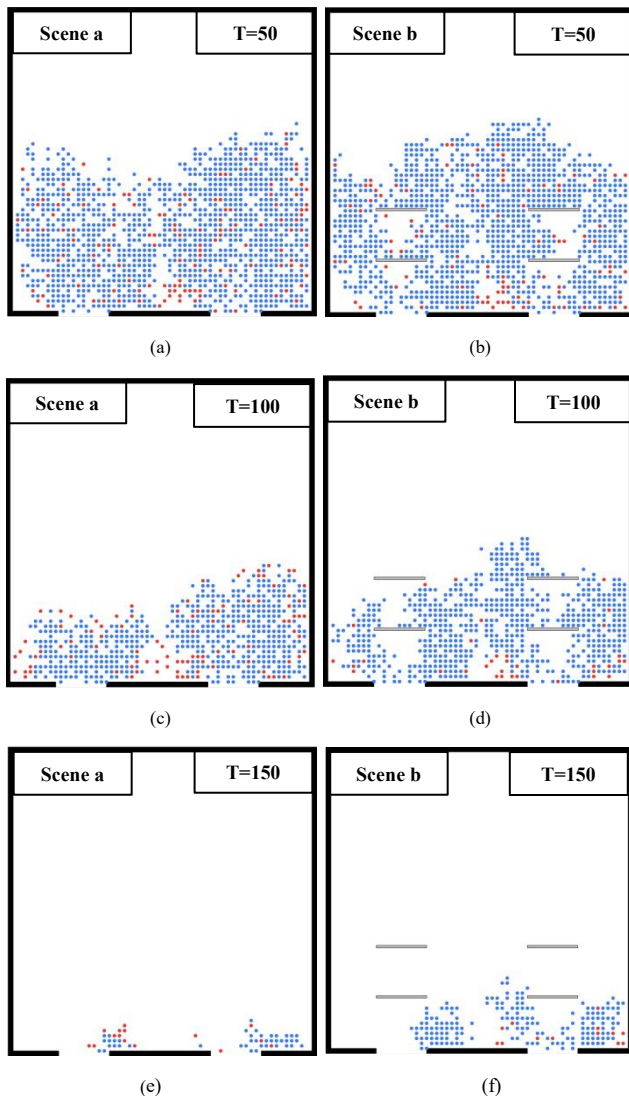 Scene a
T=50
Scene b
T=50
(a)
(b)
Scene a
T=100
Scene b
T=100
(c)
(d)
Scene a
T=150
Scene b
T=150
(e)
(f)